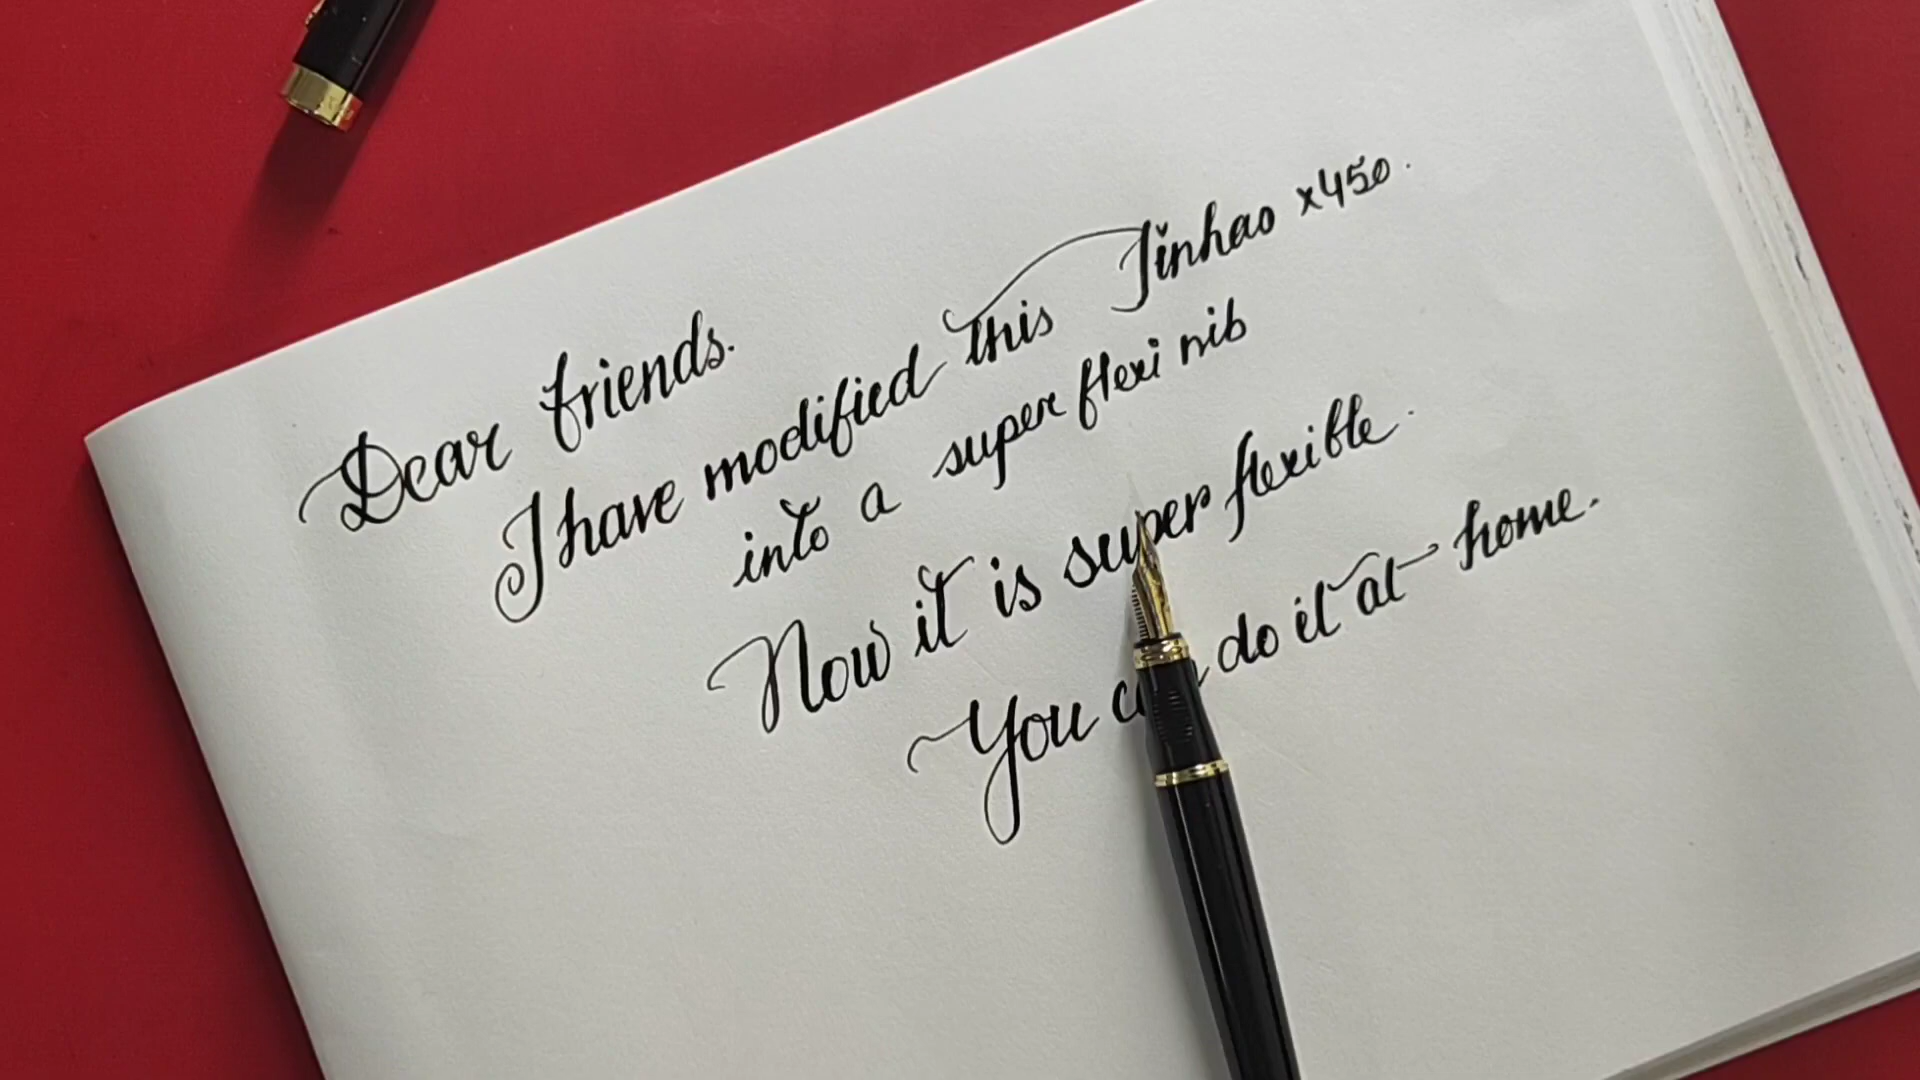 Dear friends.
I have modified this Jinhao x450.
into a super flexi nib
Now it is super flexible.
You do it at home.